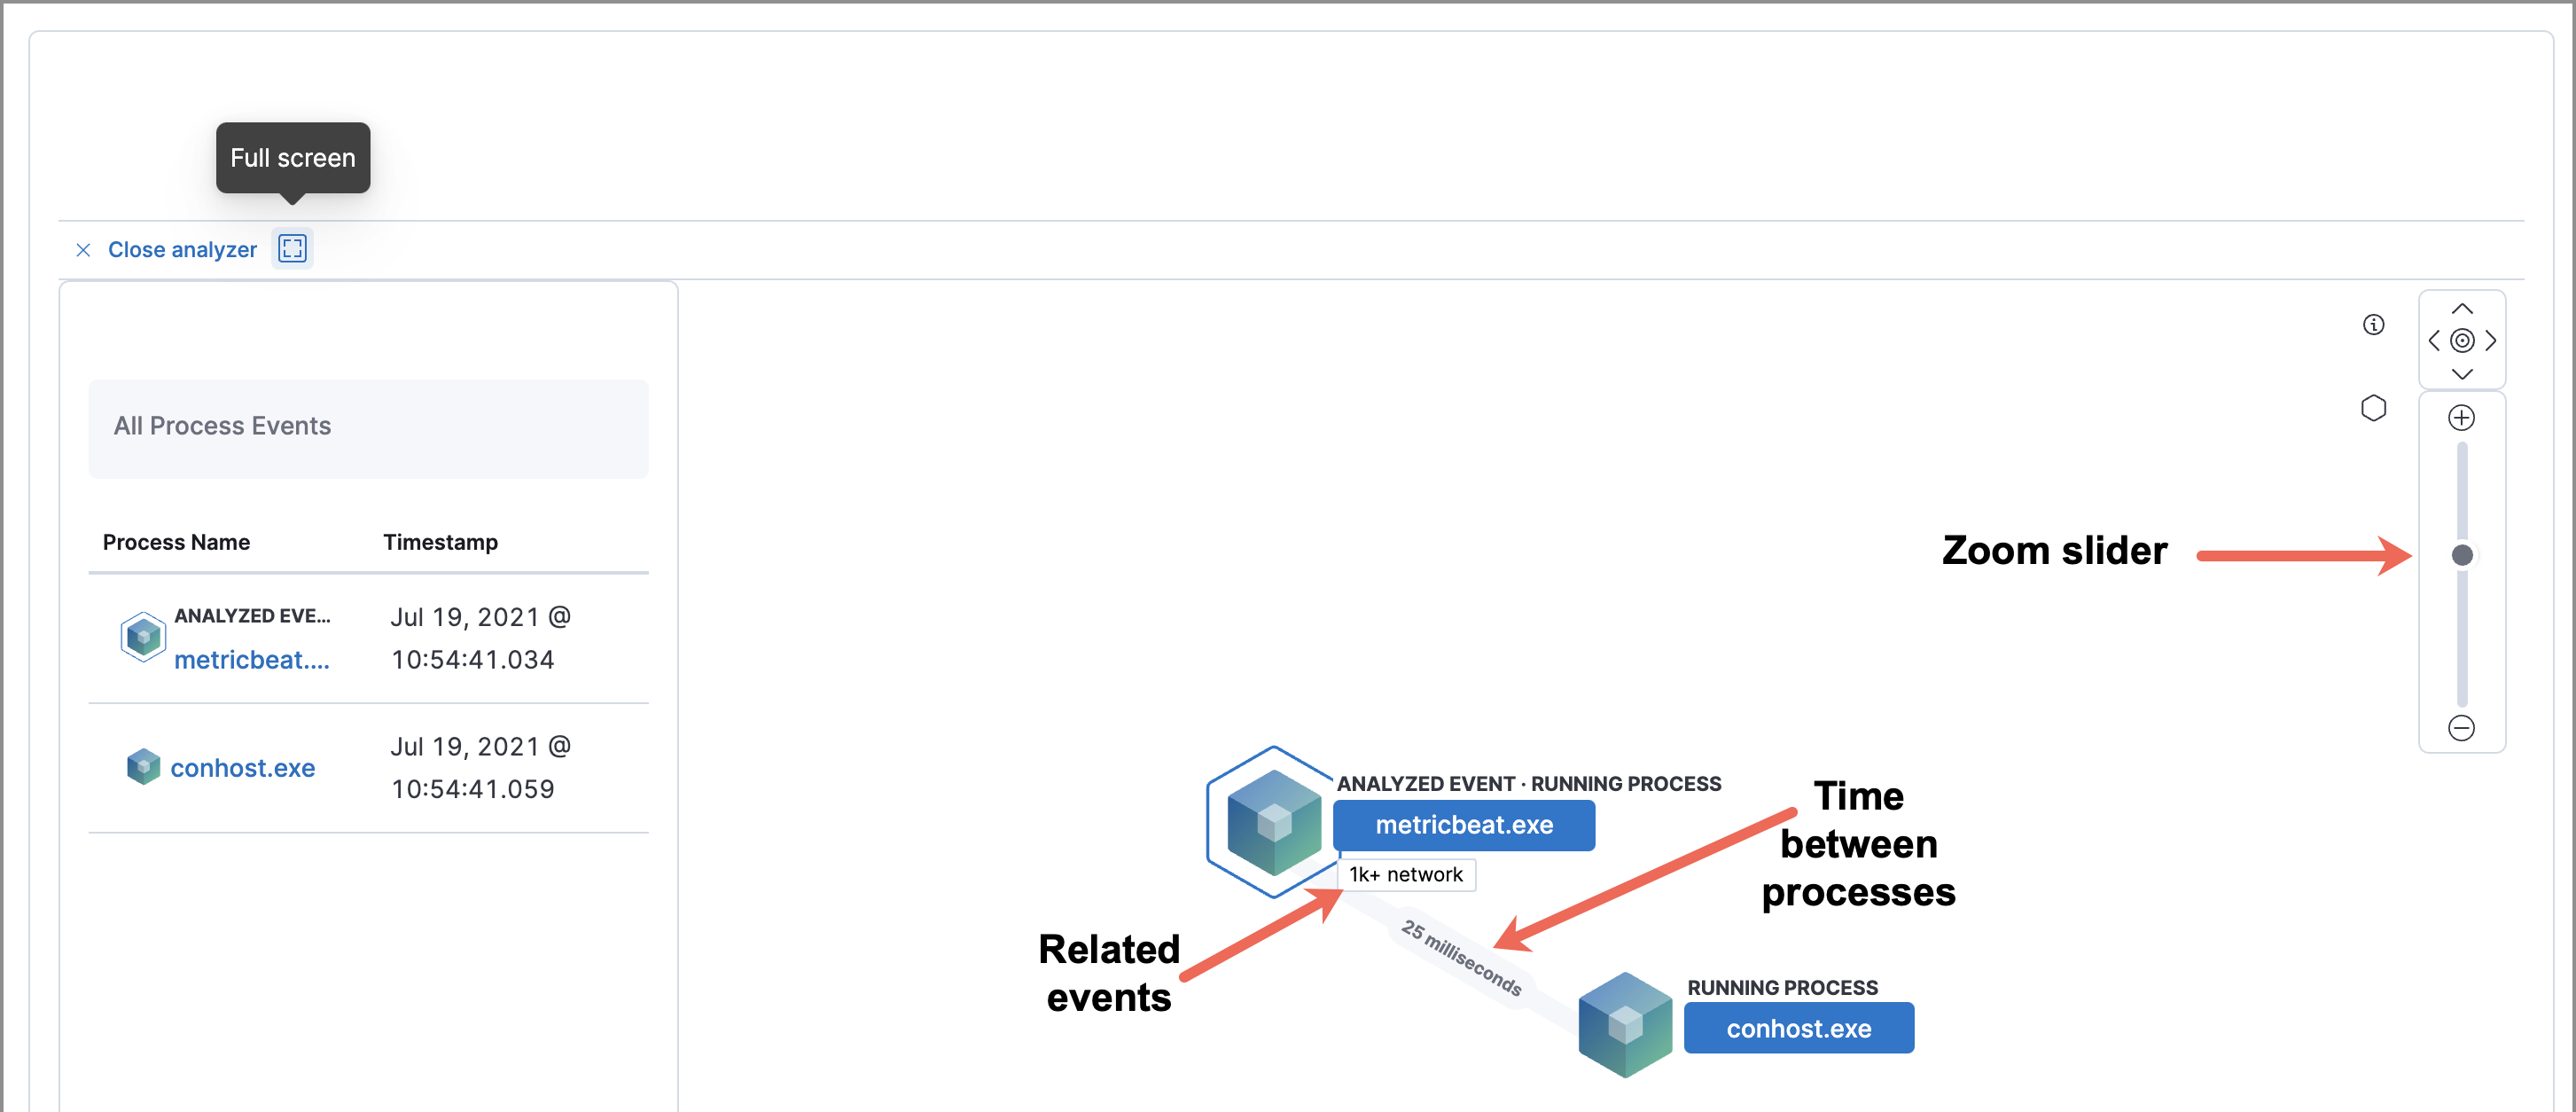 Full screen
Close analyzer
All Process Events
Process Name
Timestamp
ANALYZED EVE...
metricbeat....
Jul 19, 2021 @
10:54:41.034
conhost.exe
Jul 19, 2021 @
10:54:41.059
Zoom slider
ANALYZED EVENT · RUNNING PROCESS
metricbeat.exe
1k+ network
Time
between
processes
Related
events
25 milliseconds
RUNNING PROCESS
conhost.exe